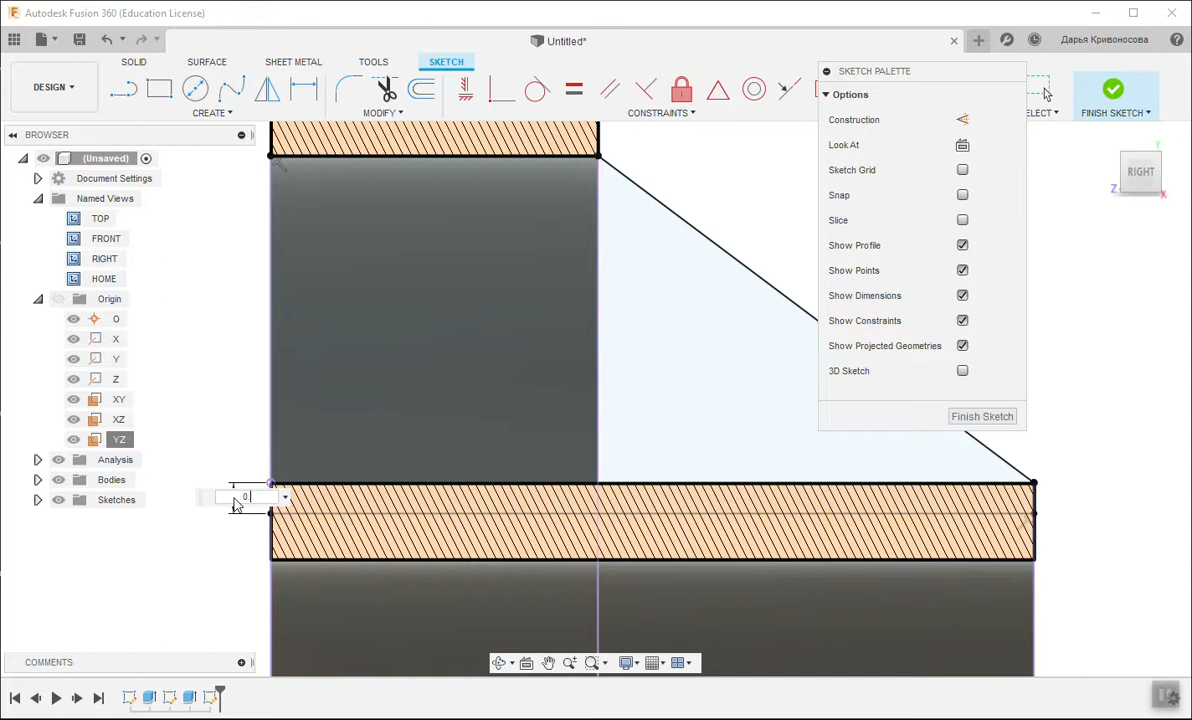 Autodesk Fusion 360 (Education License)
Untitled*
Дарья Кривоносова
SOLID SURFACE SHEET METAL TOOLS SKETCH
DESIGN
CREATE MODIFY CONSTRAINTS ELECT FINISH SKETCH
SKETCH PALETTE
Options
Construction
Look At
Sketch Grid
Snap
Slice
Show Profile
Show Points
Show Dimensions
Show Constraints
Show Projected Geometries
3D Sketch
Finish Sketch
BROWSER
(Unsaved)
Document Settings
Named Views
TOP
FRONT
RIGHT
HOME
Origin
O
X
Y
Z
XY
XZ
YZ
Analysis
Bodies
Sketches
Y
RIGHT
Z
X
0.
COMMENTS